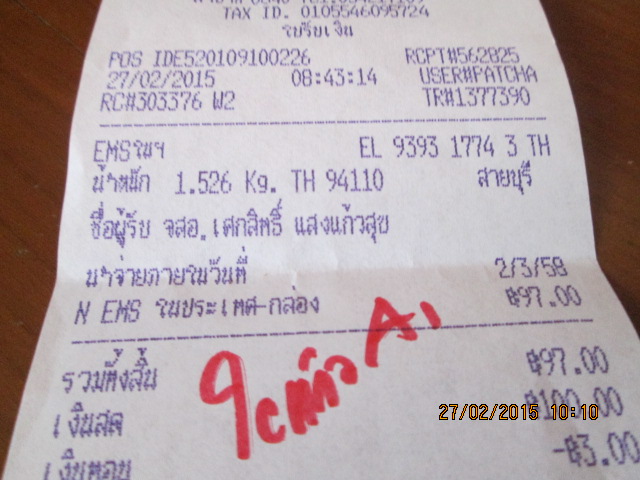 TAX ID. 0105546095724
ใบรับเงิน
POS IDE520109100226 RCPT#562825
27/02/2015 08:43:14 USER#PATCHA
RC#303376 W2 TR#1377390
EMSในฯ EL 9393 1774 3 TH
น้ำหนัก 1.526 Kg. TH 94110 สายบุรี
ชื่อผู้รับ จสอ.เศกสิทธิ์ แสงแก้วสุข
นำจ่ายภายในวันที่ 2/3/58
N EMS ในประเทศ-กล่อง ฿97.00
รวมทั้งสิ้น ฿97.00
เงินสด ฿100.00
เงินทอน -฿3.00
27/02/2015 10:10